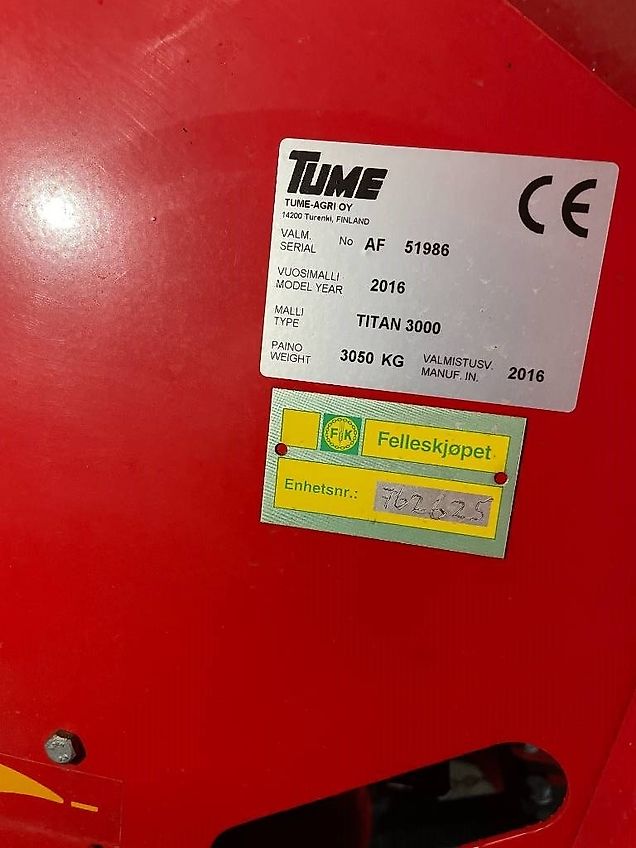 TUME
CE
TUME-AGRI OY
14200 Turenki, FINLAND
VALM. No AF 51986
SERIAL
VUOSIMALLI 2016
MODEL YEAR
MALLI TITAN 3000
TYPE
PAINO 3050 KG VALMISTUSV. 2016
WEIGHT MANUF. IN.
FK Felleskjøpet
Enhetsnr.: 762625